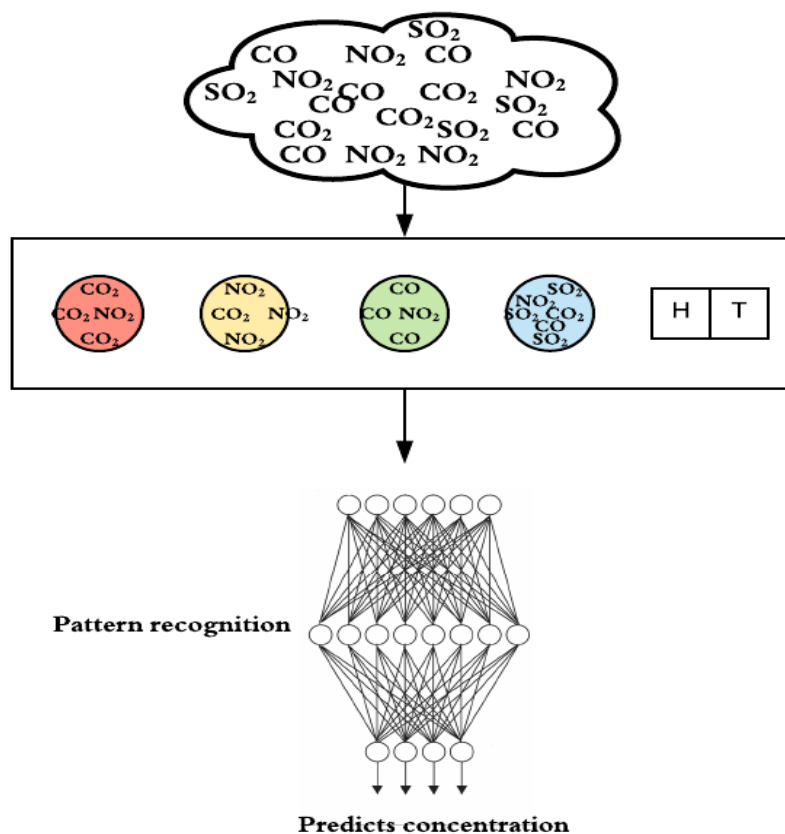 SO₂
CO NO₂ CO
NO₂ NO₂
SO₂ CO CO₂
CO SO₂
CO₂
CO₂ SO₂ CO
CO NO₂ NO₂
CO₂ NO₂ CO SO₂
NO₂
CO₂ NO₂ CO₂ NO₂ CO NO₂ SO₂ CO₂ H T
CO
CO₂ NO₂ CO SO₂
Pattern recognition
Predicts concentration